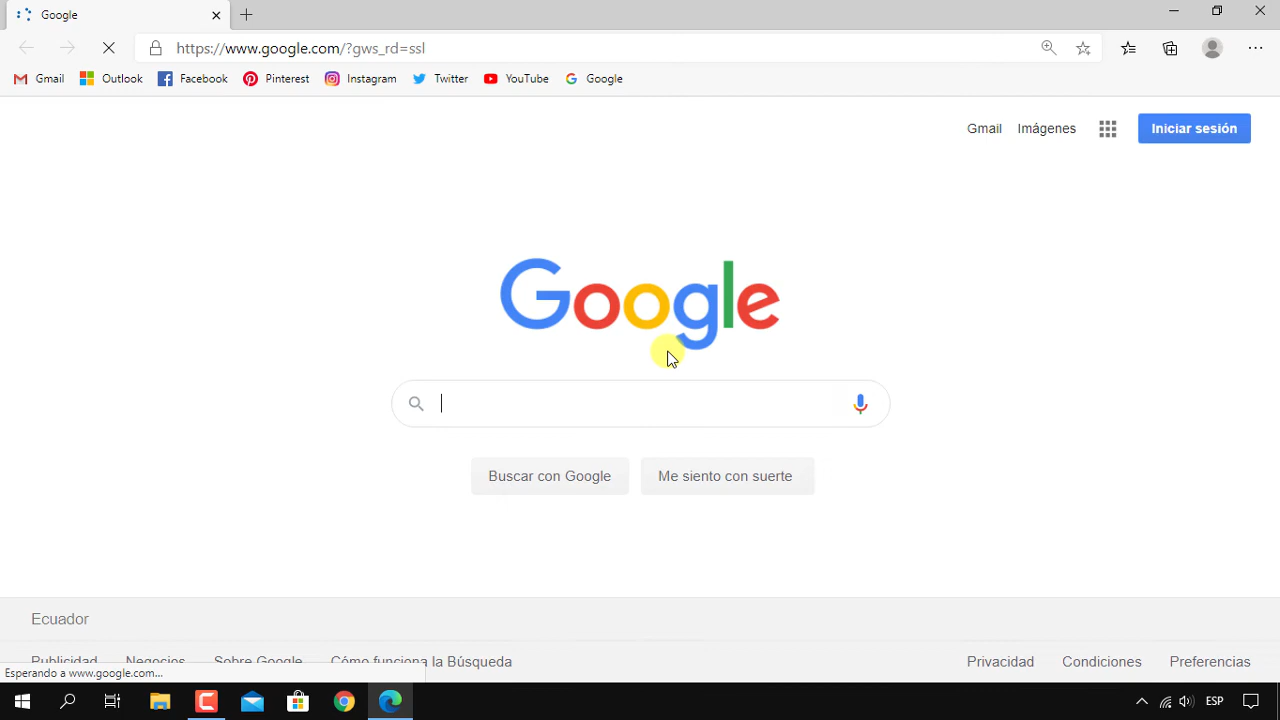 Google
https://www.google.com/?gws_rd=ssl
Gmail Outlook Facebook Pinterest Instagram Twitter YouTube Google
Gmail Imágenes Iniciar sesión
Google
Buscar con Google Me siento con suerte
Ecuador
Publicidad Negocios Sobre Google Cómo funciona la Búsqueda Privacidad Condiciones Preferencias
Esperando a www.google.com...
ESP